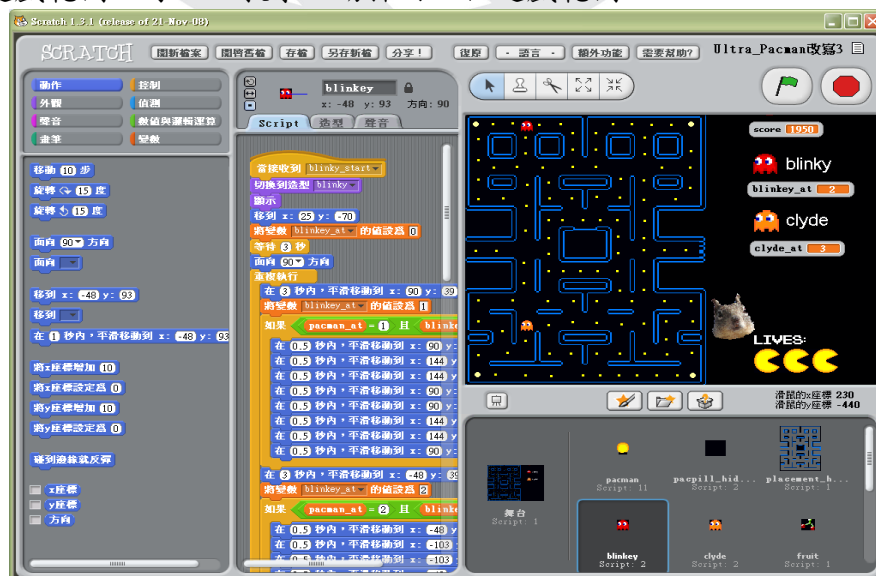 Scratch 1.3.1 (release of 21-Nov-08)
SCRATCH 開新檔案 開啓舊檔 存檔 另存新檔 分享! 復原 ．語言． 額外功能 需要幫助? Ultra_Pacman改寫3
動作 控制
外觀 偵測
聲音 數值與邏輯運算
畫筆 變數
移動 10 步
旋轉 15 度
旋轉 15 度
面向 90 方向
面向
移到 x: -48 y: 93
移到
在 1 秒內，平滑移動到 x: -48 y: 93
將x座標增加 10
將x座標設定爲 0
將y座標增加 10
將y座標設定爲 0
碰到邊緣就反彈
x座標
y座標
方向
blinkey
x: -48 y: 93 方向: 90
Script 造型 聲音
當接收到 blinky_start
切換到造型 blinky
顯示
移到 x: 25 y: -70
將變數 blinkey_at 的值設爲 0
等待 3 秒
面向 90 方向
重複執行
在 3 秒內，平滑移動到 x: 90 y: 39
將變數 blinkey_at 的值設爲 1
如果 pacman_at = 1 且 blinke
在 0.5 秒內，平滑移動到 x: 90 y:
在 0.5 秒內，平滑移動到 x: 144 y:
在 0.5 秒內，平滑移動到 x: 144 y:
在 0.5 秒內，平滑移動到 x: 90 y:
在 0.5 秒內，平滑移動到 x: 90 y:
在 0.5 秒內，平滑移動到 x: 144 y:
在 0.5 秒內，平滑移動到 x: 144 y:
在 0.5 秒內，平滑移動到 x: 90 y:
在 3 秒內，平滑移動到 x: -48 y: 39
將變數 blinkey_at 的值設爲 2
如果 pacman_at = 2 且 blinke
在 0.5 秒內，平滑移動到 x: -48 y
在 0.5 秒內，平滑移動到 x: -103
在 0.5 秒內，平滑移動到 x: -103
score 1950
blinky
blinkey_at 2
clyde
clyde_at 3
LIVES:
滑鼠的x座標 230
滑鼠的y座標 -440
舞台
Script: 1
pacman
Script: 11
pacpill_hid...
Script: 2
placement_h...
Script: 1
blinkey
Script: 2
clyde
Script: 2
fruit
Script: 1